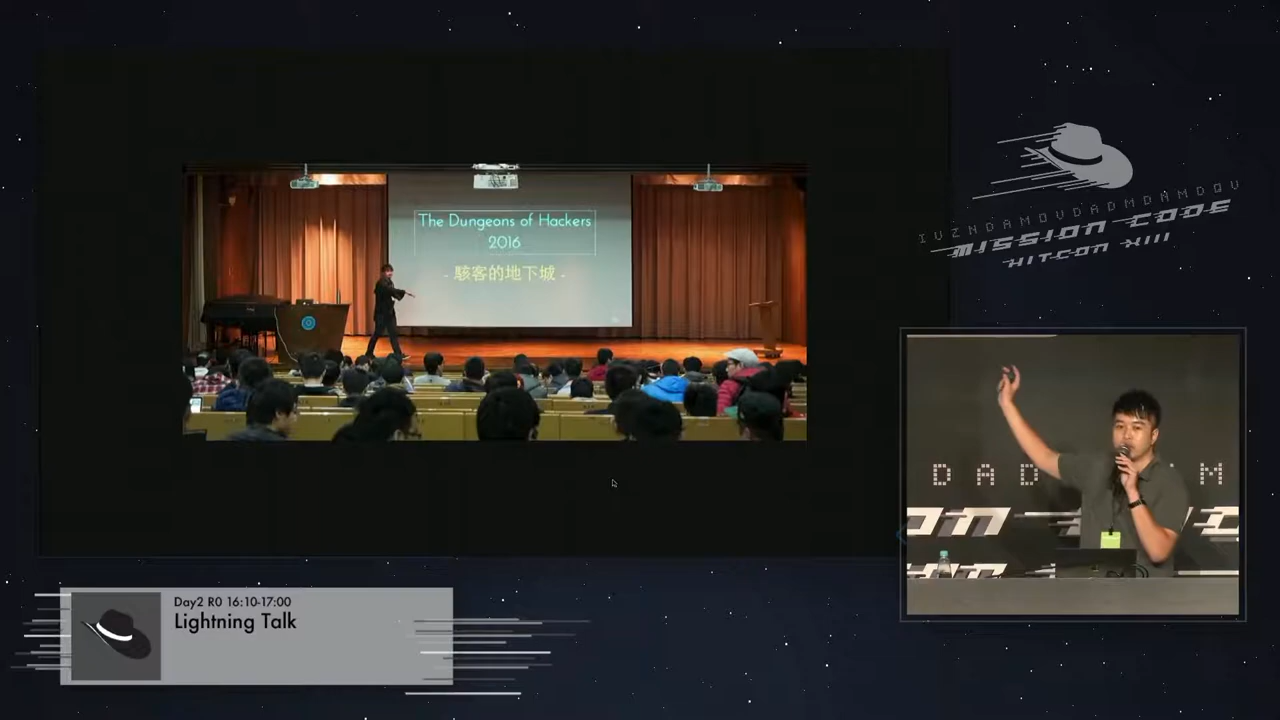 The Dungeons of Hackers
2016
- 駭客的地下城 -
IVZNDAMOVDADMDAMDQV
MISSION CODE
HITCON XIII
D A D M
Day2 R0 16:10-17:00
Lightning Talk